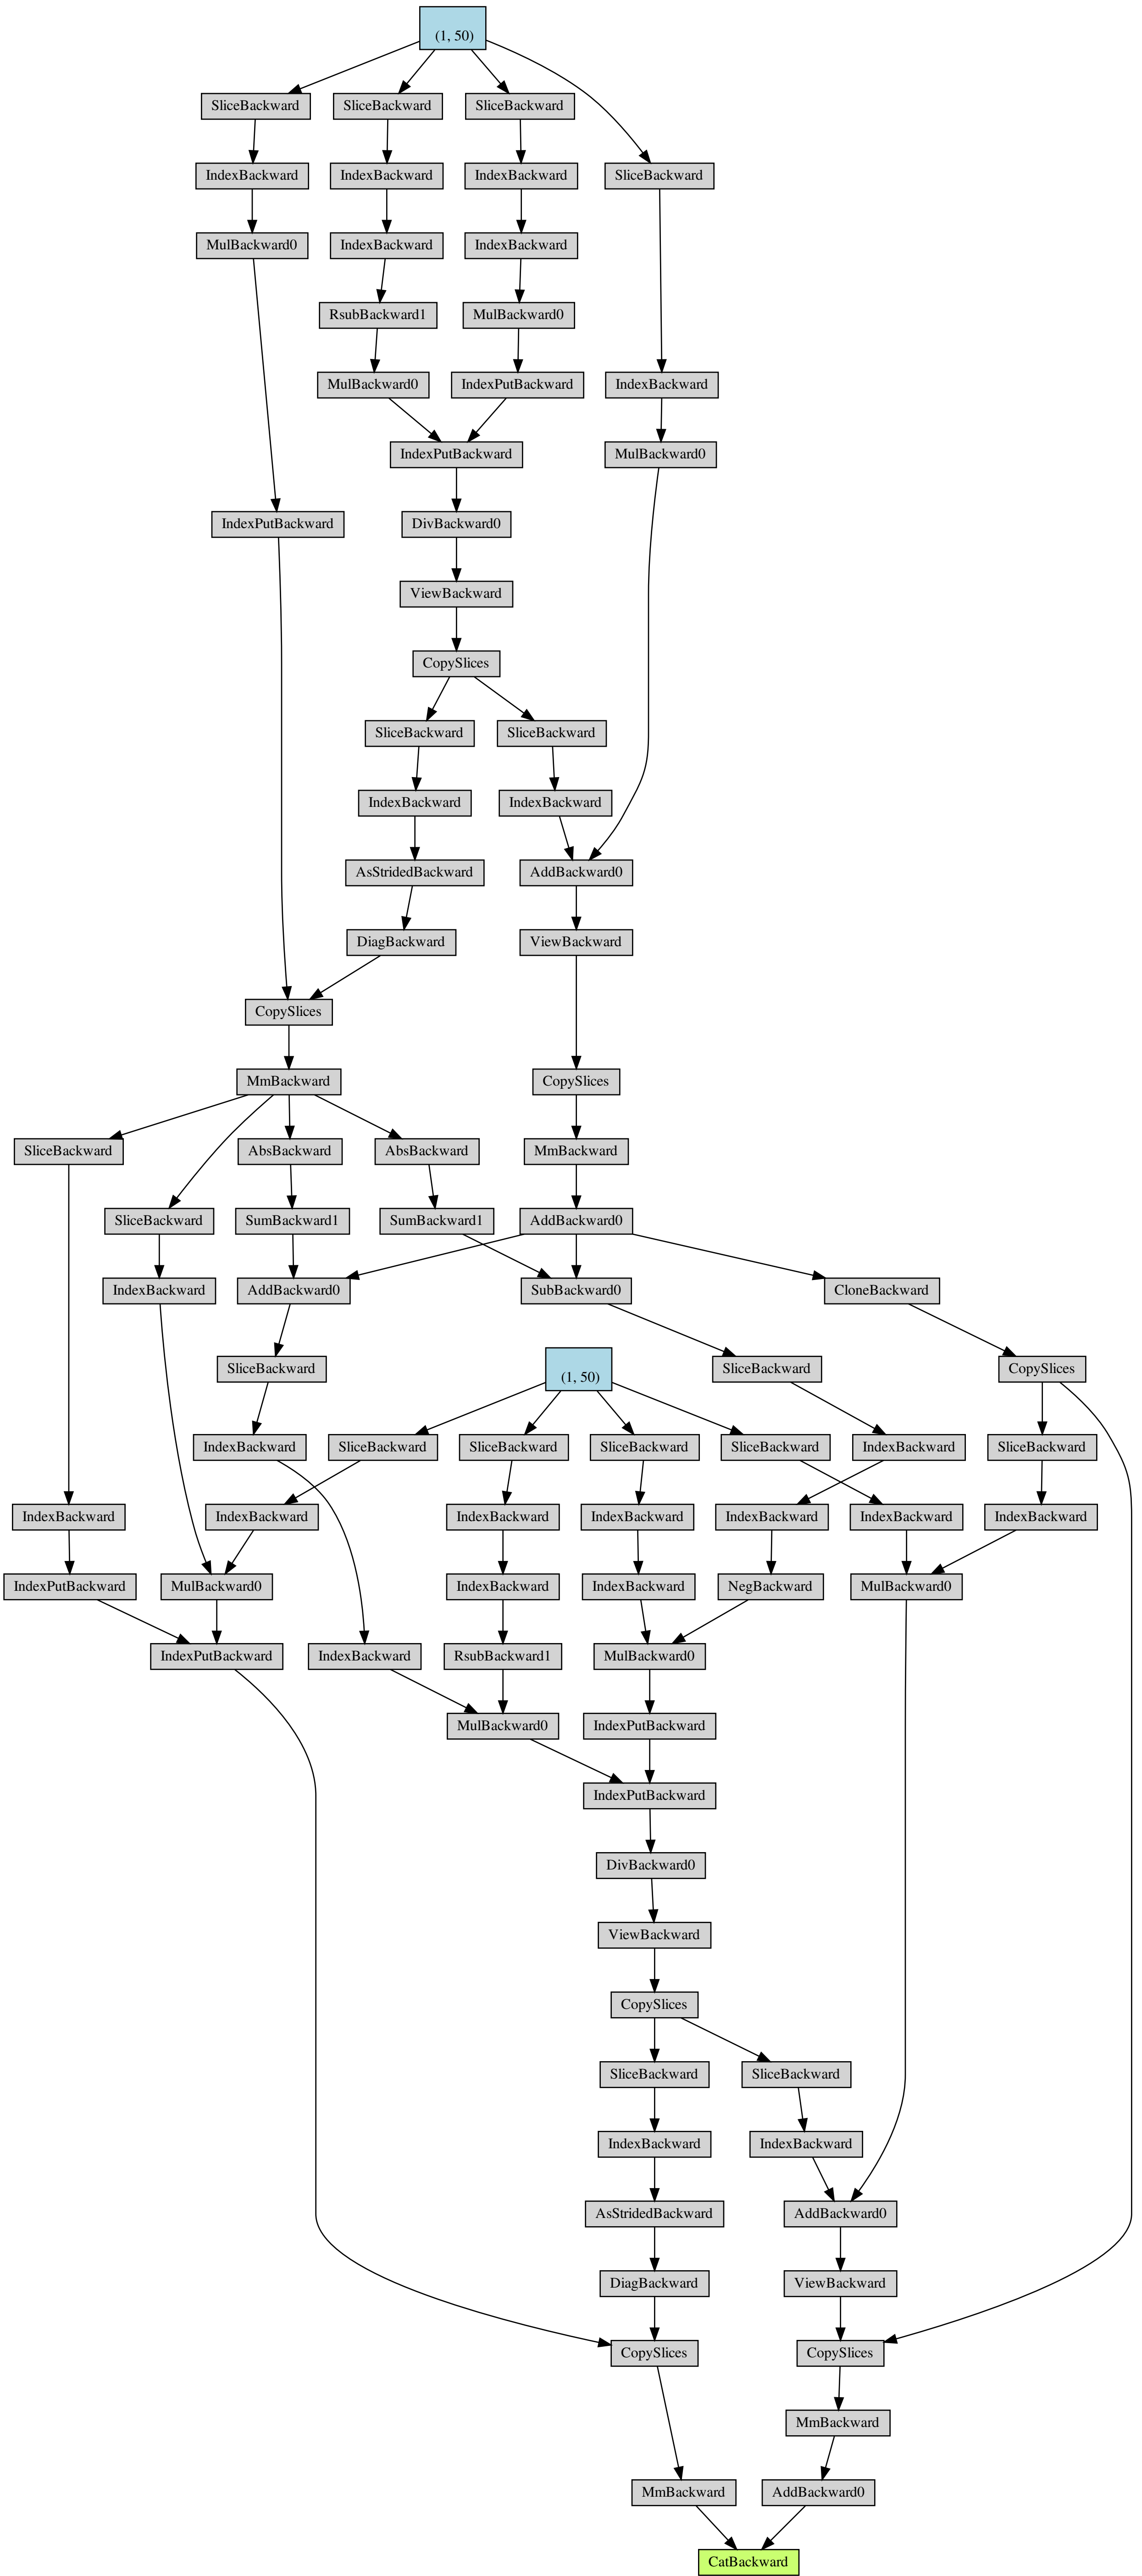 (1, 50)
SliceBackward
SliceBackward
SliceBackward
IndexBackward
IndexBackward
IndexBackward
SliceBackward
MulBackward0
IndexBackward
IndexBackward
RsubBackward1
MulBackward0
MulBackward0
IndexPutBackward
IndexBackward
IndexPutBackward
MulBackward0
IndexPutBackward
DivBackward0
ViewBackward
CopySlices
SliceBackward
SliceBackward
IndexBackward
IndexBackward
AsStridedBackward
AddBackward0
DiagBackward
ViewBackward
CopySlices
MmBackward
CopySlices
SliceBackward
AbsBackward
AbsBackward
MmBackward
SliceBackward
SumBackward1
SumBackward1
AddBackward0
IndexBackward
AddBackward0
SubBackward0
CloneBackward
SliceBackward
(1, 50)
SliceBackward
CopySlices
IndexBackward
SliceBackward
SliceBackward
SliceBackward
SliceBackward
IndexBackward
SliceBackward
IndexBackward
IndexBackward
IndexBackward
IndexBackward
IndexBackward
IndexBackward
IndexBackward
IndexPutBackward
MulBackward0
IndexBackward
IndexBackward
NegBackward
MulBackward0
IndexPutBackward
IndexBackward
RsubBackward1
MulBackward0
MulBackward0
IndexPutBackward
IndexPutBackward
DivBackward0
ViewBackward
CopySlices
SliceBackward
SliceBackward
IndexBackward
IndexBackward
AsStridedBackward
AddBackward0
DiagBackward
ViewBackward
CopySlices
CopySlices
MmBackward
MmBackward
AddBackward0
CatBackward